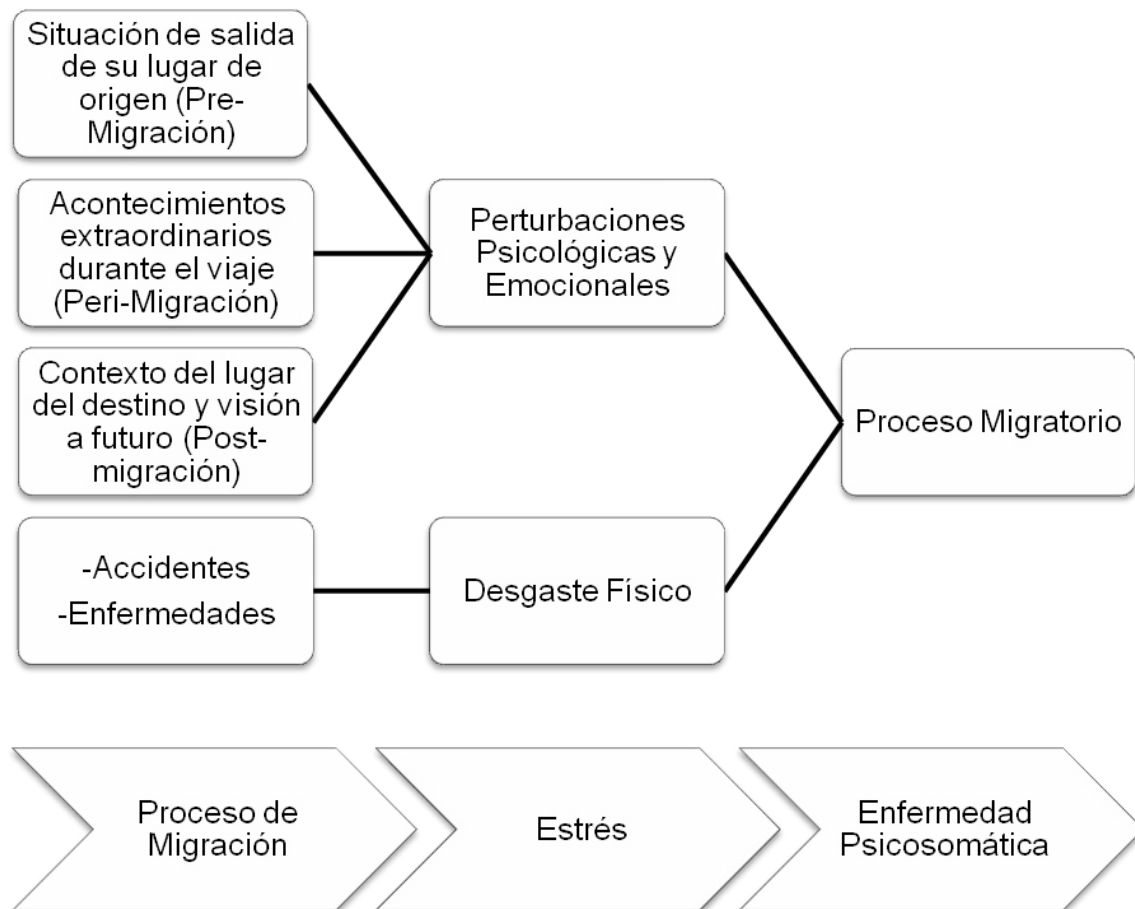 Situación de salida
de su lugar de
origen (Pre-
Migración)
Acontecimientos
extraordinarios
durante el viaje
(Peri-Migración)
Contexto del lugar
del destino y visión
a futuro (Post-
migración)
-Accidentes
-Enfermedades
Perturbaciones
Psicológicas y
Emocionales
Desgaste Físico
Proceso Migratorio
Proceso de
Migración
Estrés
Enfermedad
Psicosomática